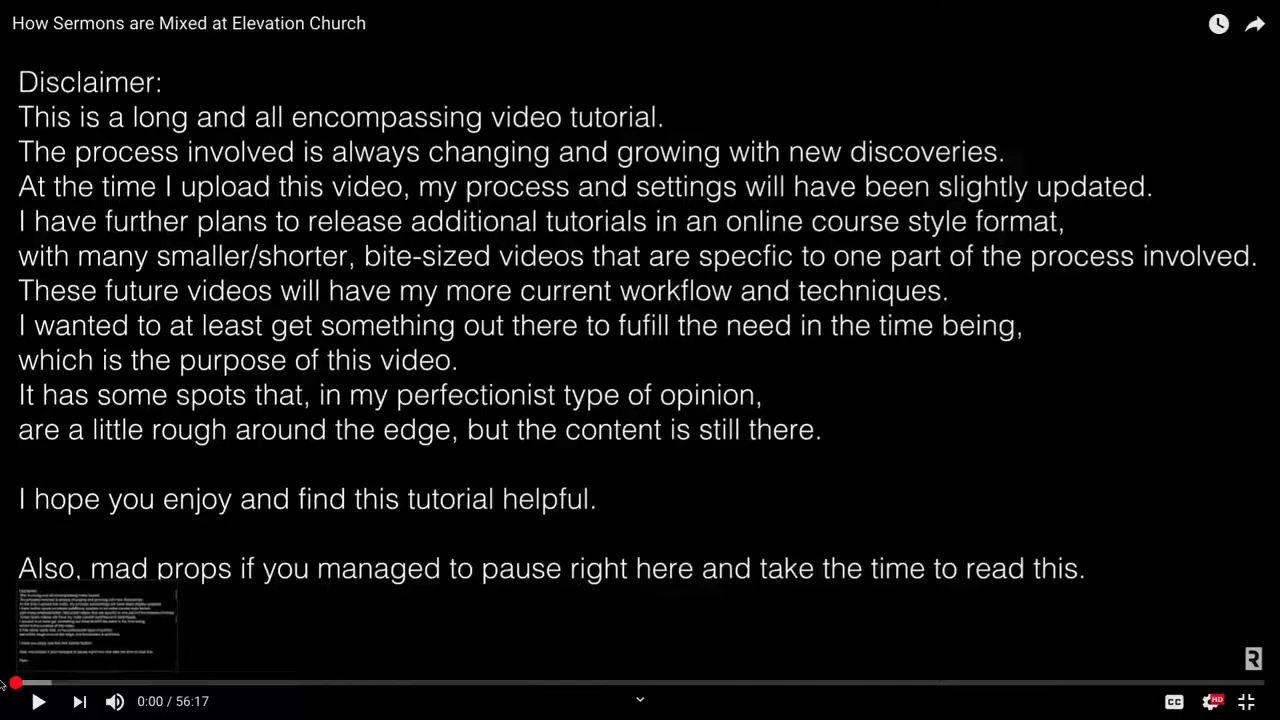 How Sermons are Mixed at Elevation Church
Disclaimer:
This is a long and all encompassing video tutorial.
The process involved is always changing and growing with new discoveries.
At the time I upload this video, my process and settings will have been slightly updated.
I have further plans to release additional tutorials in an online course style format,
with many smaller/shorter, bite-sized videos that are specfic to one part of the process involved.
These future videos will have my more current workflow and techniques.
I wanted to at least get something out there to fufill the need in the time being,
which is the purpose of this video.
It has some spots that, in my perfectionist type of opinion,
are a little rough around the edge, but the content is still there.
I hope you enjoy and find this tutorial helpful.
Also, mad props if you managed to pause right here and take the time to read this.
R
0:00 / 56:17
CC
HD